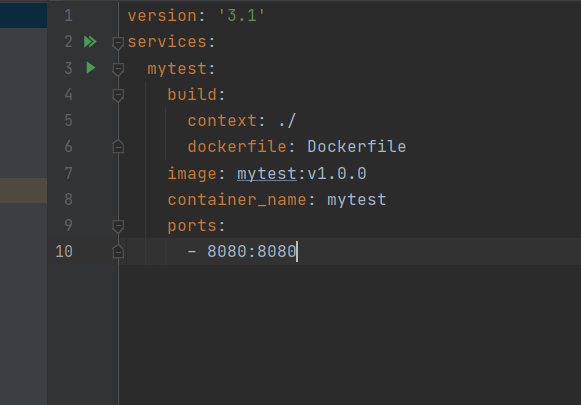 1 version: '3.1'
2 services:
3 mytest:
4 build:
5 context: ./
6 dockerfile: Dockerfile
7 image: mytest:v1.0.0
8 container_name: mytest
9 ports:
10 - 8080:8080